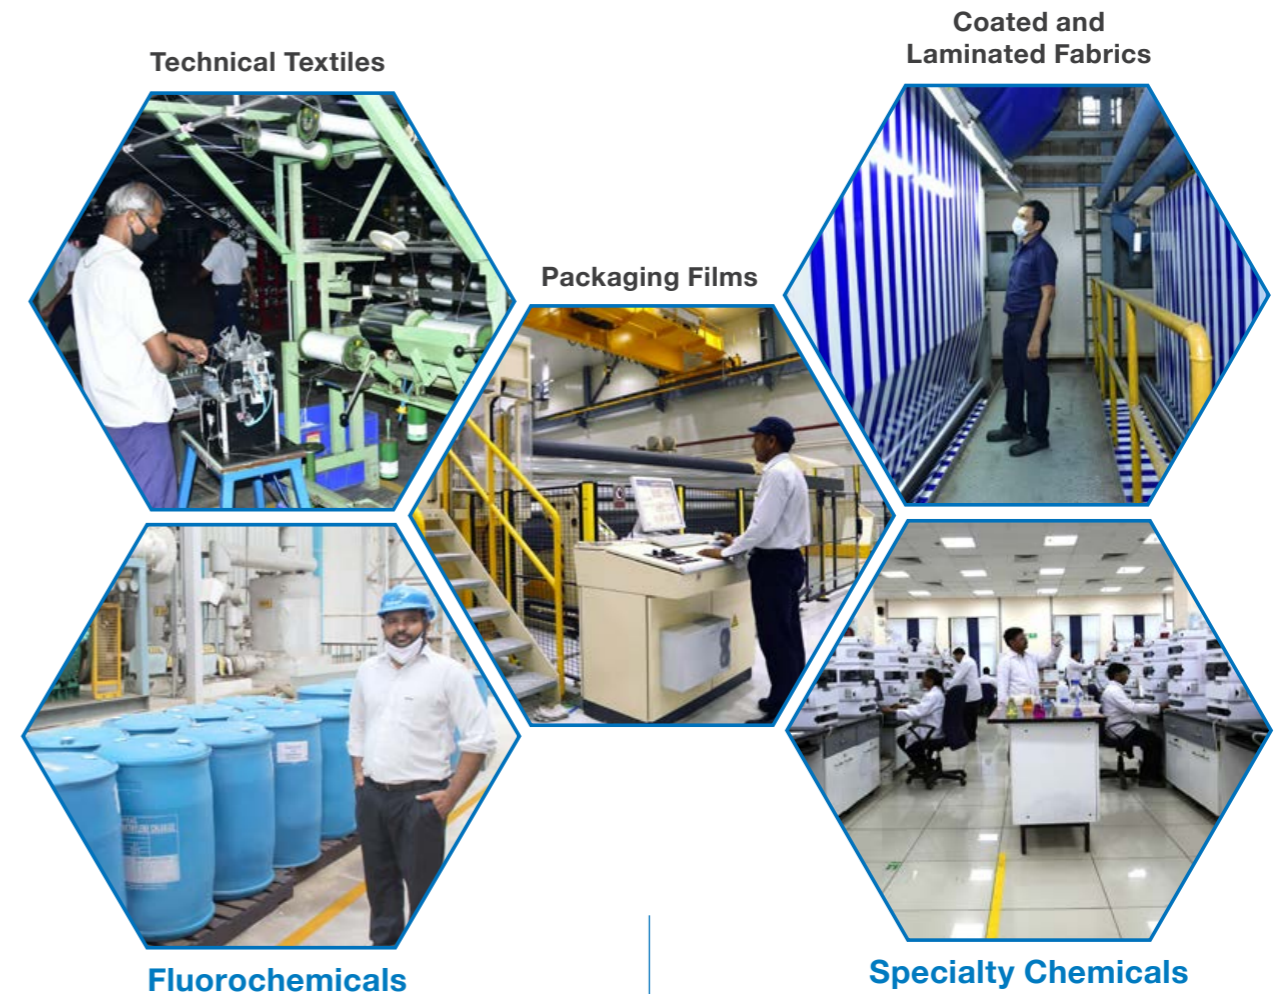 Coated and
Laminated Fabrics
Technical Textiles
Packaging Films
Fluorochemicals
Specialty Chemicals